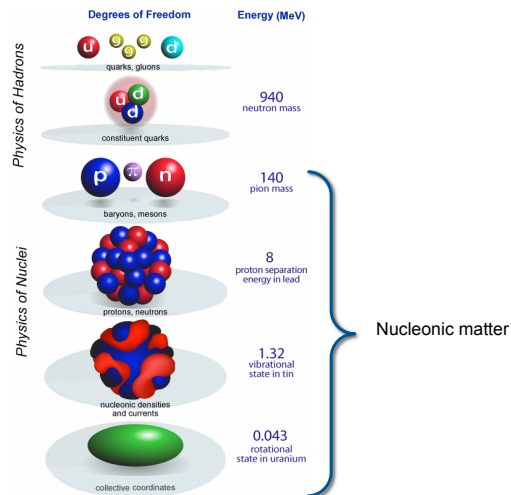 Degrees of Freedom
Energy (MeV)
Physics of Hadrons
u
g
g
g
d
quarks, gluons
u
d
d
constituent quarks
940
neutron mass
p
π
n
baryons, mesons
140
pion mass
Physics of Nuclei
protons, neutrons
8
proton separation
energy in lead
nucleonic densities
and currents
1.32
vibrational
state in tin
collective coordinates
0.043
rotational
state in uranium
Nucleonic matter